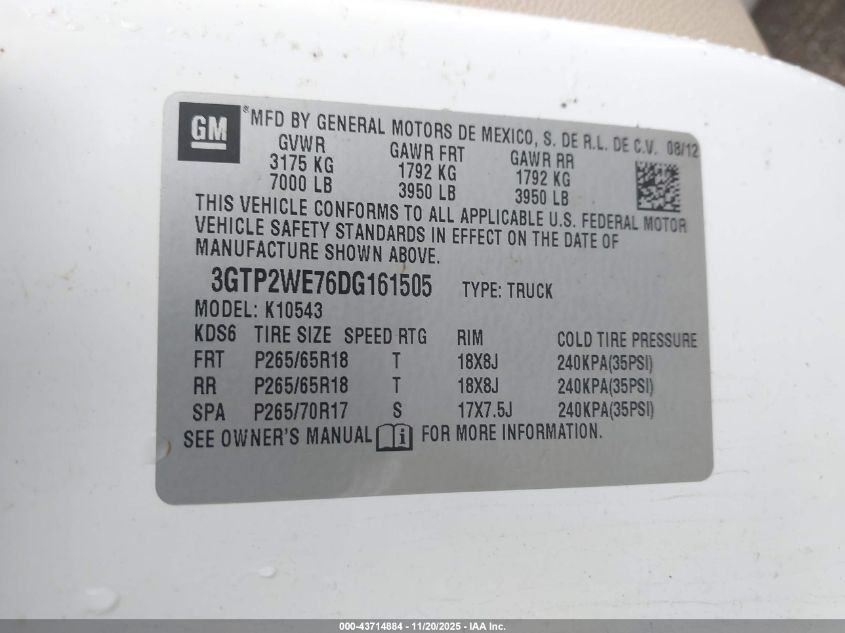 GM ®MFD BY GENERAL MOTORS DE MEXICO, S. DE R.L. DE C.V. 08/12
GVWR GAWR FRT GAWR RR
3175 KG 1792 KG 1792 KG
7000 LB 3950 LB 3950 LB
THIS VEHICLE CONFORMS TO ALL APPLICABLE U.S. FEDERAL MOTOR
VEHICLE SAFETY STANDARDS IN EFFECT ON THE DATE OF
MANUFACTURE SHOWN ABOVE.
3GTP2WE76DG161505 TYPE: TRUCK
MODEL: K10543
KDS6 TIRE SIZE SPEED RTG RIM COLD TIRE PRESSURE
FRT P265/65R18 T 18X8J 240KPA(35PSI)
RR P265/65R18 T 18X8J 240KPA(35PSI)
SPA P265/70R17 S 17X7.5J 240KPA(35PSI)
SEE OWNER'S MANUAL i FOR MORE INFORMATION.
000-43714884 - 11/20/2025 - IAA Inc.